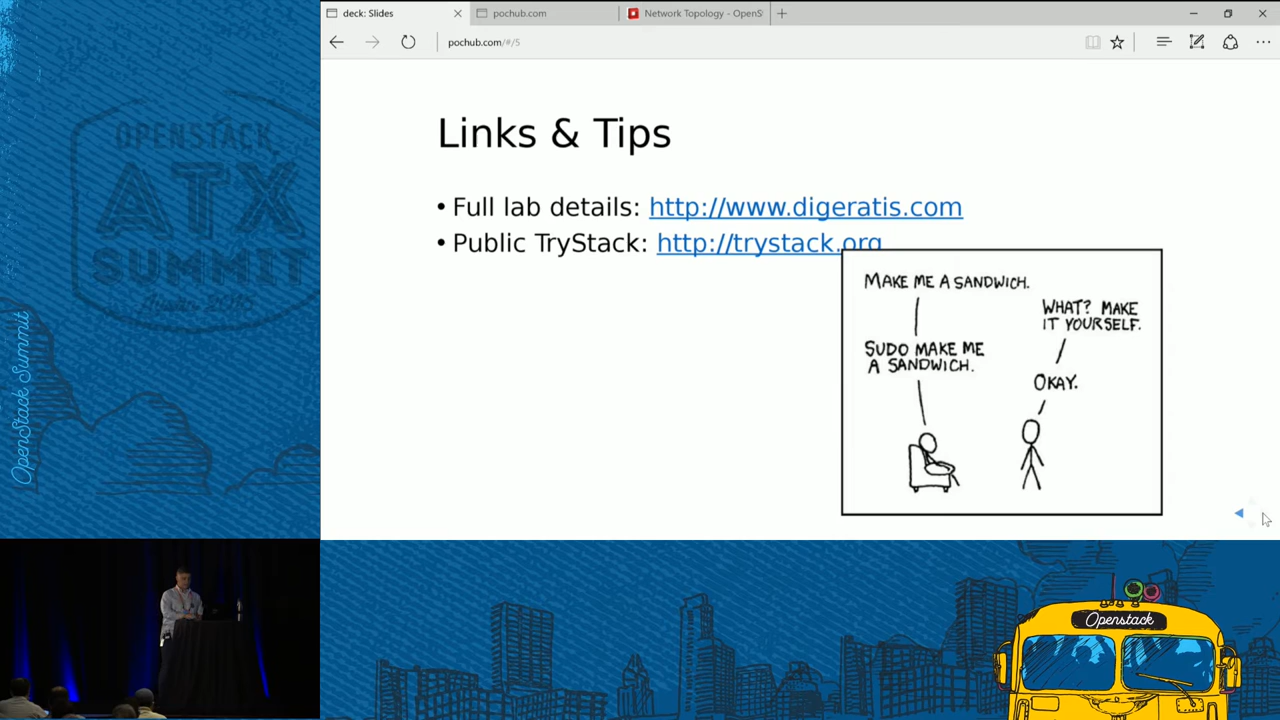 deck: Slides
pochub.com
Network Topology - OpenS
pochub.com/#/5
Links & Tips
• Full lab details: http://www.digeratis.com
• Public TryStack: http://trystack.org
MAKE ME A SANDWICH.
WHAT? MAKE
IT YOURSELF.
SUDO MAKE ME
A SANDWICH.
OKAY.
OPENSTACK
ATX
SUMMIT
OpenStack Summit
Openstack